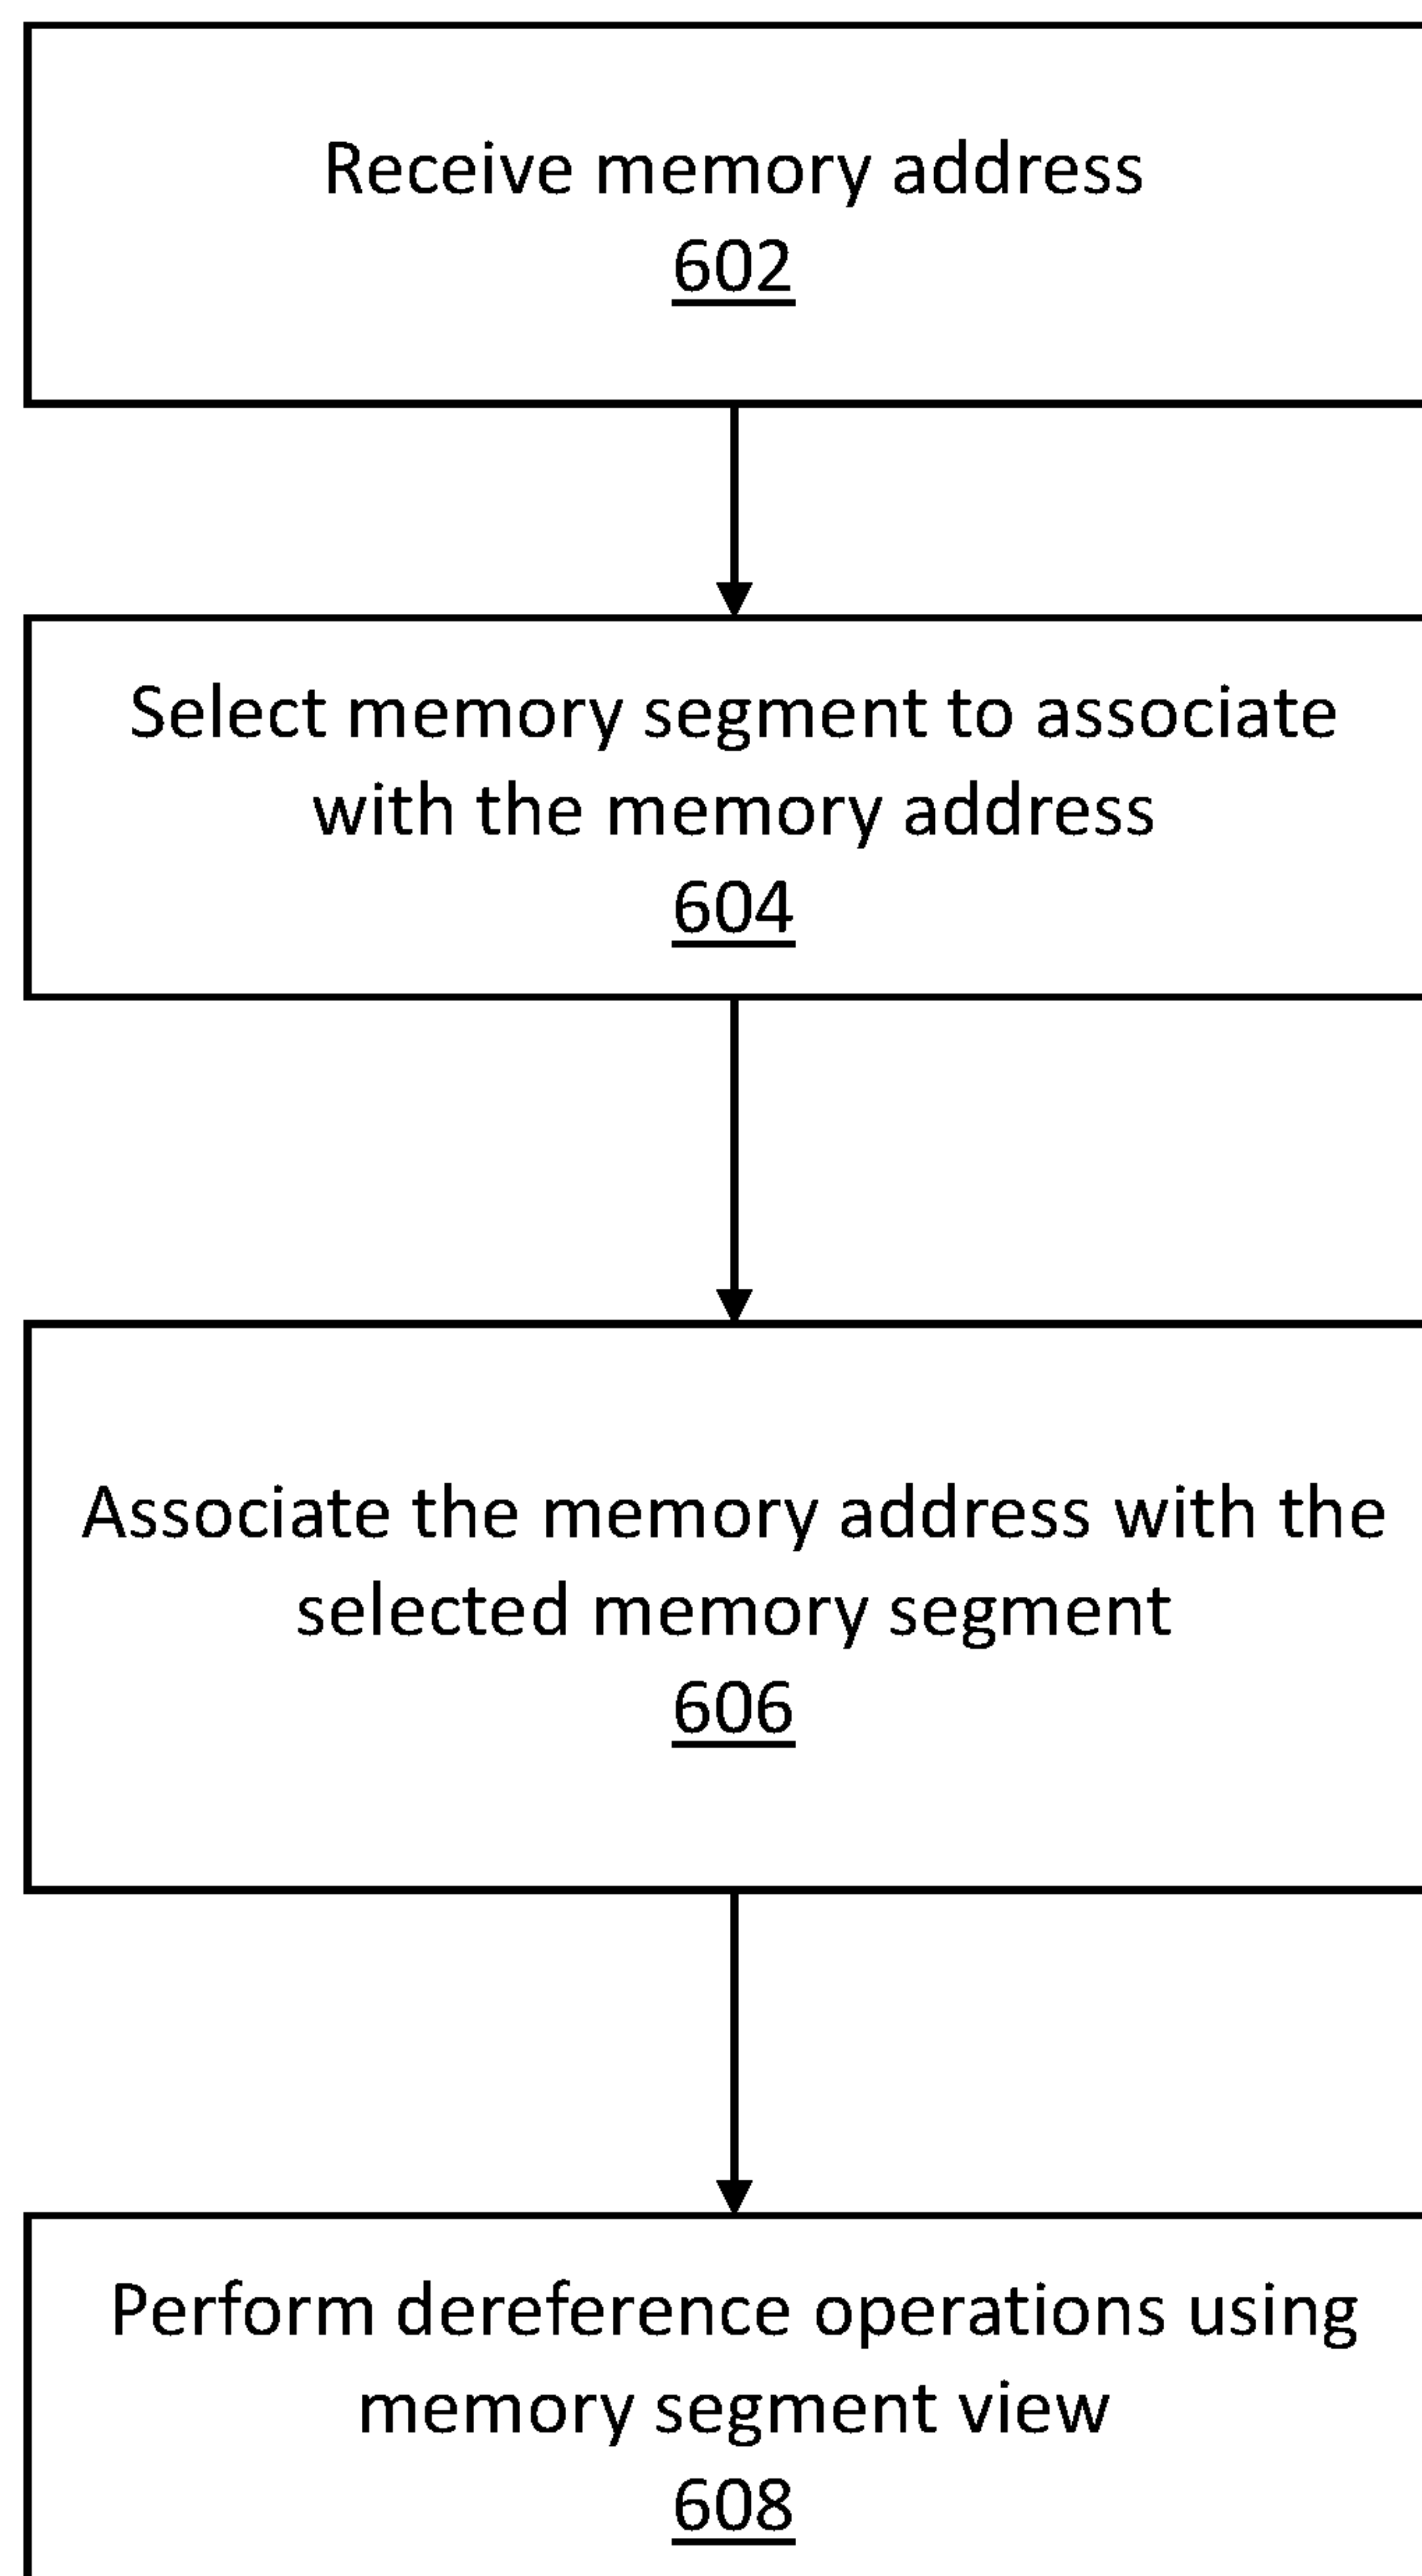 Receive memory address
602
Select memory segment to associate
with the memory address
604
Associate the memory address with the
selected memory segment
606
Perform dereference operations using
memory segment view
608